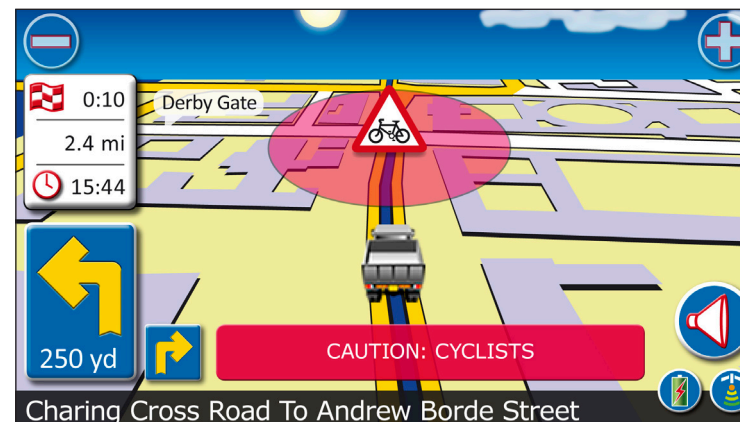 0:10
Derby Gate
2.4 mi
15:44
250 yd
CAUTION: CYCLISTS
Charing Cross Road To Andrew Borde Street